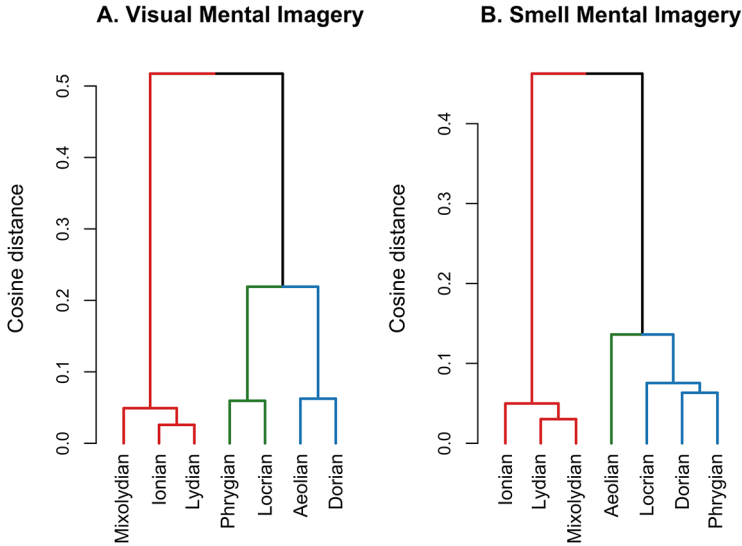 A. Visual Mental Imagery
Cosine distance
0.5
0.4
0.3
0.2
0.1
0.0
Mixolydian
Ionian
Lydian
Phrygian
Locrian
Aeolian
Dorian
B. Smell Mental Imagery
Cosine distance
0.4
0.3
0.2
0.1
0.0
Ionian
Lydian
Mixolydian
Aeolian
Locrian
Dorian
Phrygian